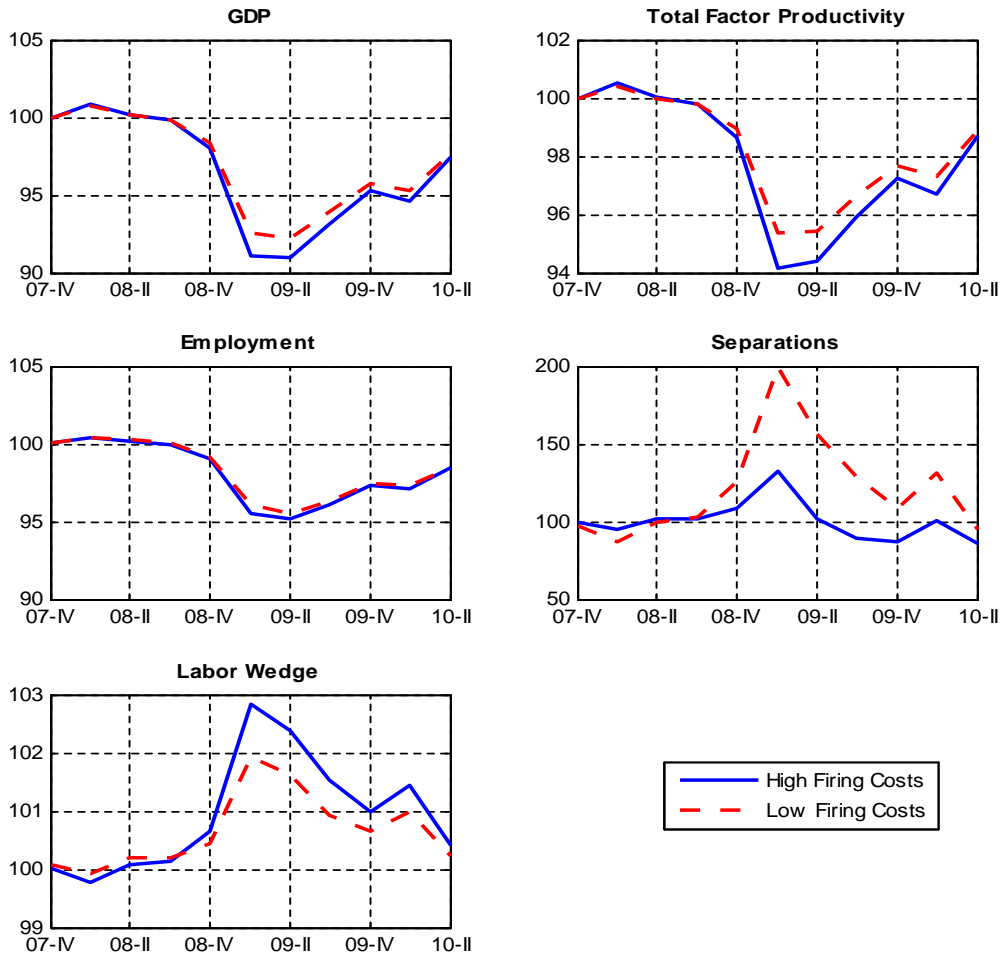 GDP
105
100
95
90
07-IV 08-II 08-IV 09-II 09-IV 10-II
Total Factor Productivity
102
100
98
96
94
07-IV 08-II 08-IV 09-II 09-IV 10-II
Employment
105
100
95
90
07-IV 08-II 08-IV 09-II 09-IV 10-II
Separations
200
150
100
50
07-IV 08-II 08-IV 09-II 09-IV 10-II
Labor Wedge
103
102
101
100
99
07-IV 08-II 08-IV 09-II 09-IV 10-II
High Firing Costs
Low Firing Costs